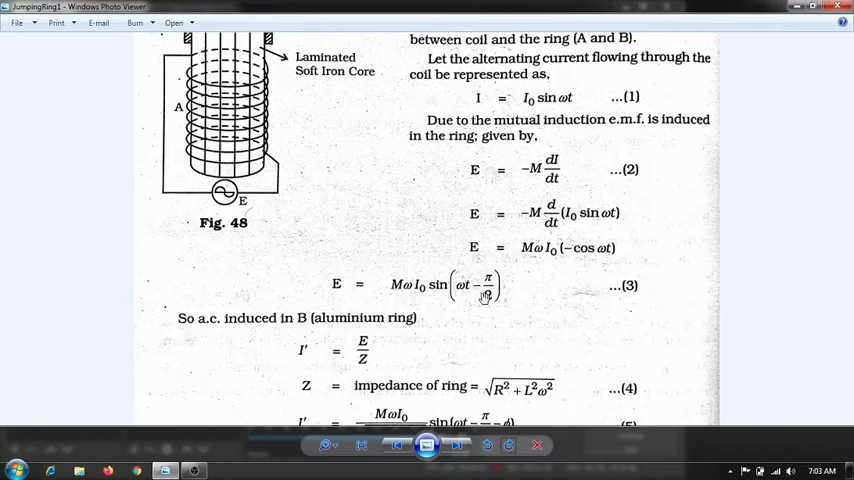 JumpingRing1 - Windows Photo Viewer
File Print E-mail Burn Open
between coil and the ring (A and B).
Laminated
Soft Iron Core
Let the alternating current flowing through the
coil be represented as,
I = I₀ sin ωt ...(1)
A
Due to the mutual induction e.m.f. is induced
in the ring; given by,
E = -M dI/dt ...(2)
E
Fig. 48
E = -M d/dt (I₀ sin ωt)
E = Mω I₀ (-cos ωt)
E = Mω I₀ sin(ωt - π/2) ...(3)
So a.c. induced in B (aluminium ring)
I' = E/Z
Z = impedance of ring = √(R² + L²ω²) ...(4)
I' = MωI₀ sin(ωt - π - ϕ) ...(5)
7:03 AM